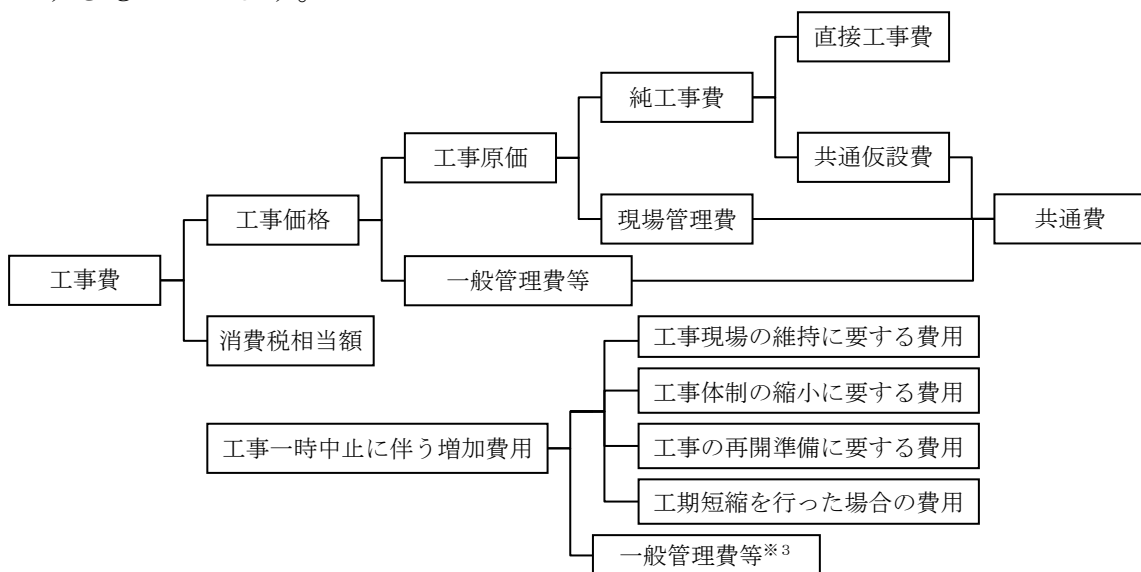 直接工事費
純工事費
工事原価
共通仮設費
工事価格
現場管理費
共通費
工事費
一般管理費等
消費税相当額
工事現場の維持に要する費用
工事体制の縮小に要する費用
工事一時中止に伴う増加費用
工事の再開準備に要する費用
工期短縮を行った場合の費用
一般管理費等※3